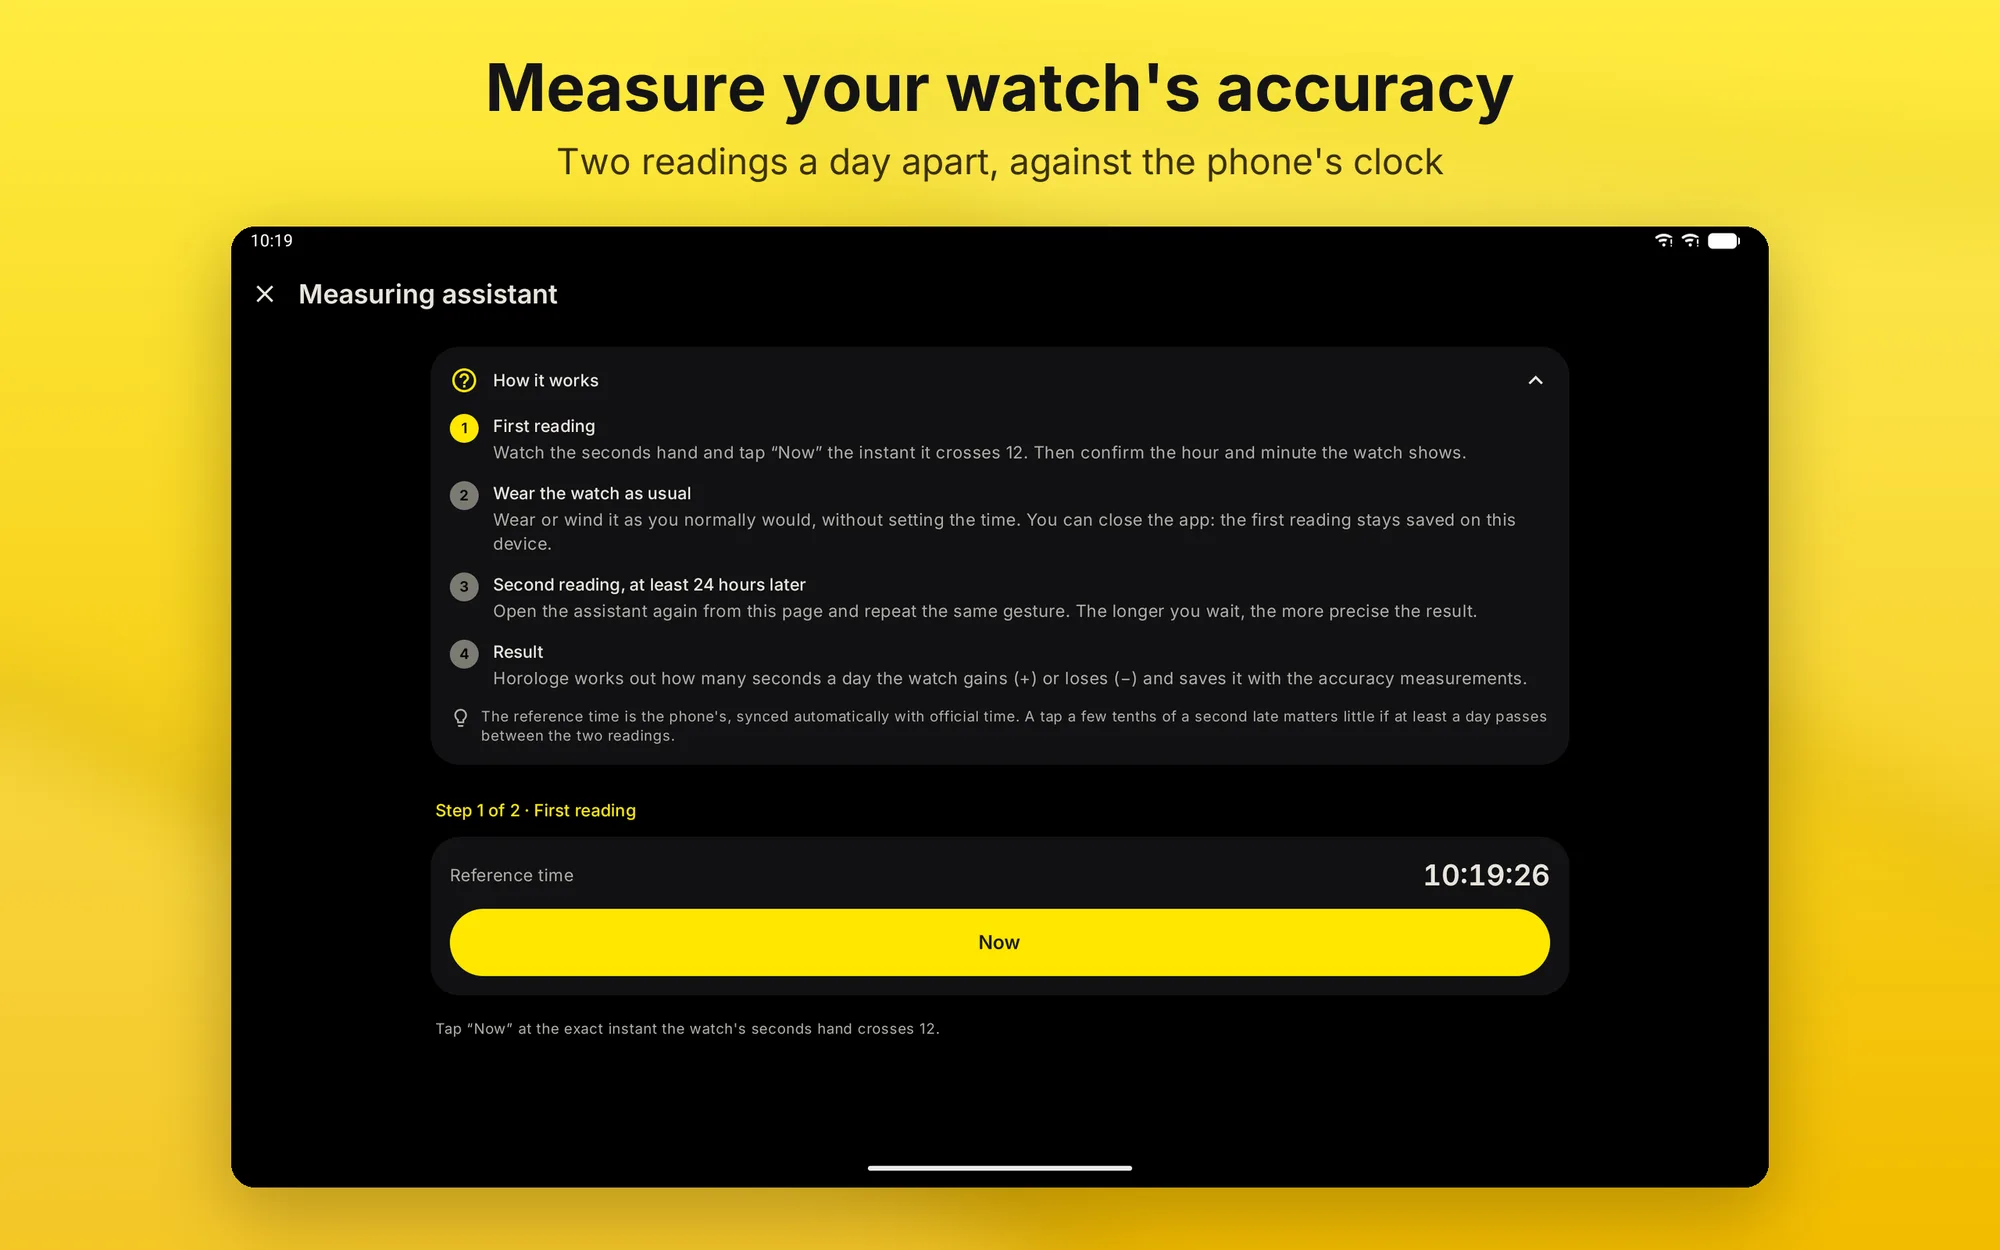 Measure your watch's accuracy
Two readings a day apart, against the phone's clock
10:19
Measuring assistant
How it works
1 First reading
Watch the seconds hand and tap “Now” the instant it crosses 12. Then confirm the hour and minute the watch shows.
2 Wear the watch as usual
Wear or wind it as you normally would, without setting the time. You can close the app: the first reading stays saved on this
device.
3 Second reading, at least 24 hours later
Open the assistant again from this page and repeat the same gesture. The longer you wait, the more precise the result.
4 Result
Horologe works out how many seconds a day the watch gains (+) or loses (−) and saves it with the accuracy measurements.
The reference time is the phone's, synced automatically with official time. A tap a few tenths of a second late matters little if at least a day passes
between the two readings.
Step 1 of 2 · First reading
Reference time 10:19:26
Now
Tap “Now” at the exact instant the watch's seconds hand crosses 12.